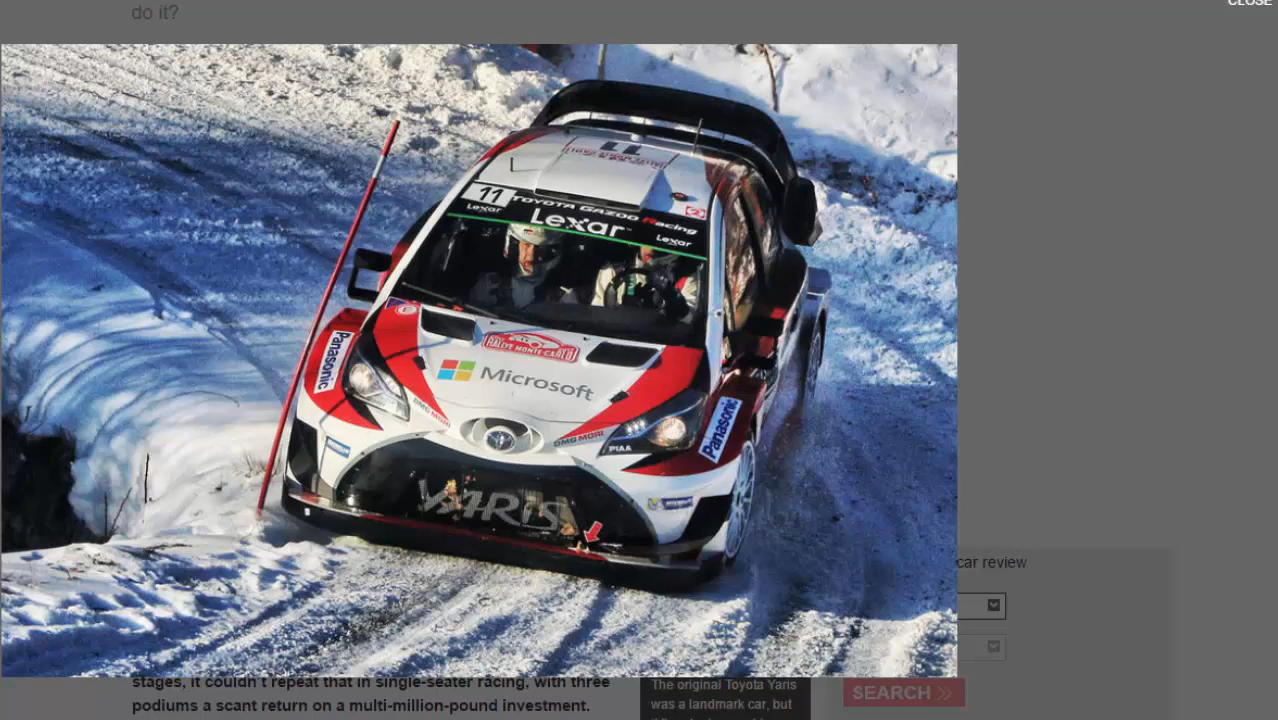 do it?
CLOSE
11
TOYOTA GAZOO Racing
Lexar
Lexar
Lexar
RALLYE MONTE CARLO
Microsoft
Panasonic
Panasonic
DMG MORI
DMG MORI
PIAA
YARIS
car review
stages, it couldn't repeat that in single-seater racing, with three
podiums a scant return on a multi-million-pound investment.
The original Toyota Yaris
was a landmark car, but
SEARCH